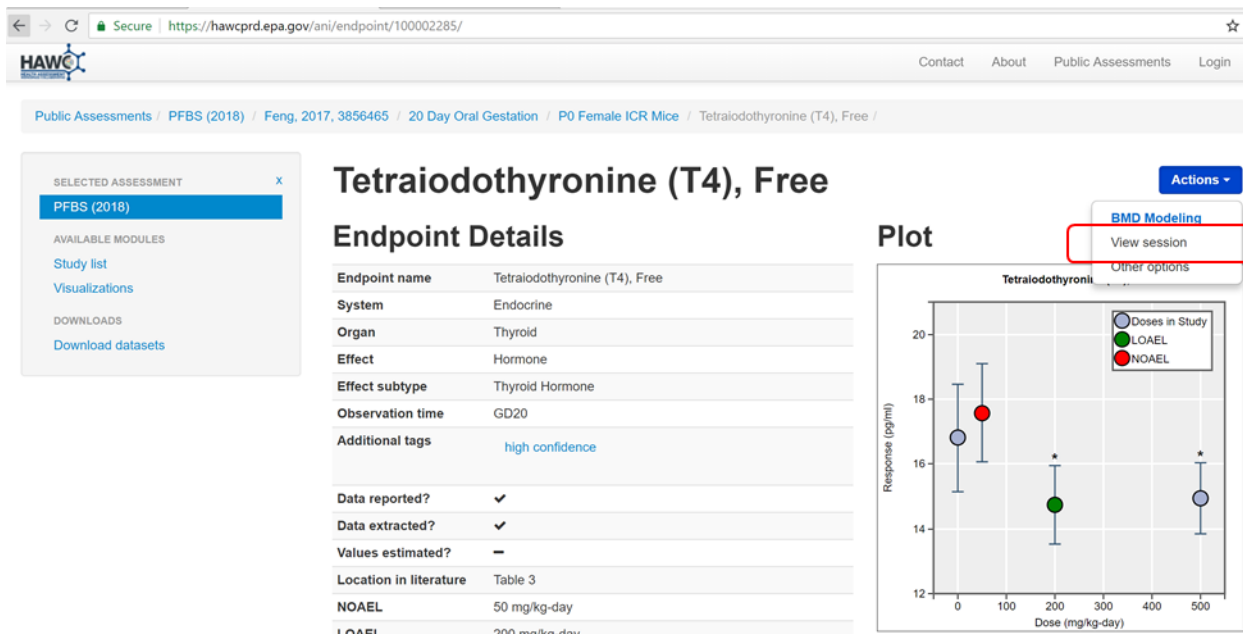 Secure | https://hawcprd.epa.gov/ani/endpoint/100002285/
HAWC
Contact About Public Assessments Login
Public Assessments / PFBS (2018) / Feng, 2017, 3856465 / 20 Day Oral Gestation / P0 Female ICR Mice / Tetraiodothyronine (T4), Free /
SELECTED ASSESSMENT x
PFBS (2018)
AVAILABLE MODULES
Study list
Visualizations
DOWNLOADS
Download datasets
Tetraiodothyronine (T4), Free
Actions
BMD Modeling
View session
Other options
Endpoint Details
Endpoint name Tetraiodothyronine (T4), Free
System Endocrine
Organ Thyroid
Effect Hormone
Effect subtype Thyroid Hormone
Observation time GD20
Additional tags high confidence
Data reported? ✔
Data extracted? ✔
Values estimated? –
Location in literature Table 3
NOAEL 50 mg/kg-day
LOAEL 200 mg/kg-day
Plot
Doses in Study
LOAEL
NOAEL
Response (pg/ml)
20
18
16
14
12
* *
0 100 200 300 400 500
Dose (mg/kg-day)